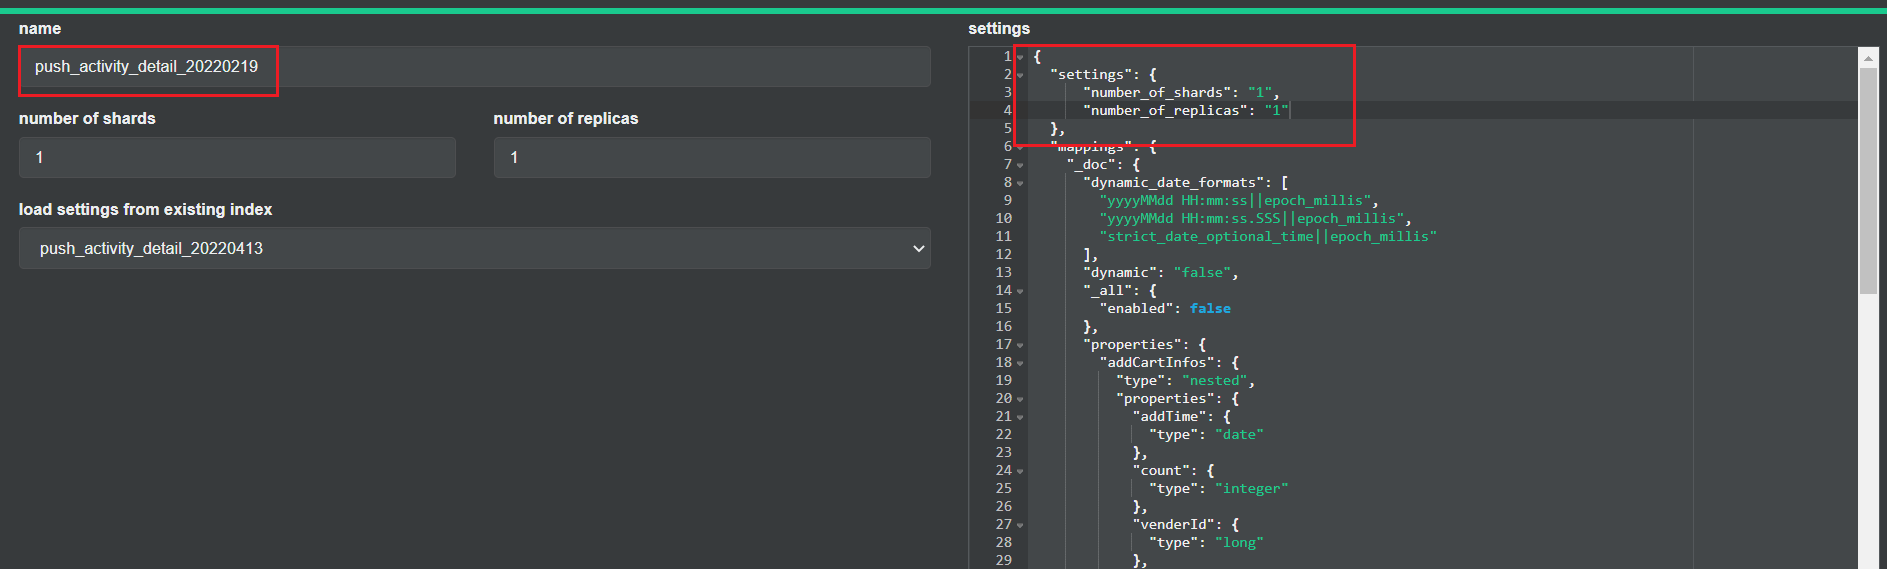 name
push_activity_detail_20220219
number of shards
number of replicas
1
1
load settings from existing index
push_activity_detail_20220413
settings
1 {
2 "settings": {
3 "number_of_shards": "1",
4 "number_of_replicas": "1"
5 },
6 "mappings": {
7 "_doc": {
8 "dynamic_date_formats": [
9 "yyyyMMdd HH:mm:ss||epoch_millis",
10 "yyyyMMdd HH:mm:ss.SSS||epoch_millis",
11 "strict_date_optional_time||epoch_millis"
12 ],
13 "dynamic": "false",
14 "_all": {
15 "enabled": false
16 },
17 "properties": {
18 "addCartInfos": {
19 "type": "nested",
20 "properties": {
21 "addTime": {
22 "type": "date"
23 },
24 "count": {
25 "type": "integer"
26 },
27 "venderId": {
28 "type": "long"
29 },